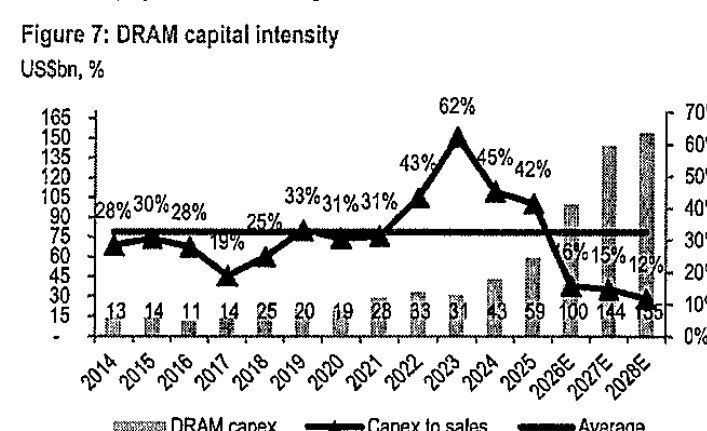 Figure 7: DRAM capital intensity
US$bn, %
165 150 135 120 105 90 75 60 45 30 15 -
70% 60% 50% 40% 30% 20% 10% 0%
28% 30% 28% 19% 25% 33% 31% 31% 43% 62% 45% 42% 16% 15% 12%
13 14 11 14 25 20 19 28 33 31 43 59 100 144 155
2014 2015 2016 2017 2018 2019 2020 2021 2022 2023 2024 2025 2026E 2027E 2028E
DRAM capex Capex to sales Average